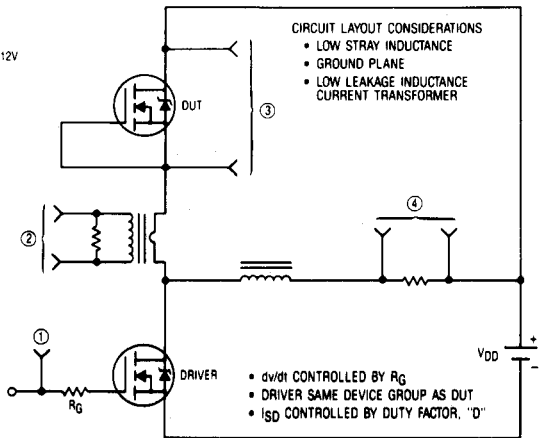 CIRCUIT LAYOUT CONSIDERATIONS
• LOW STRAY INDUCTANCE
• GROUND PLANE
• LOW LEAKAGE INDUCTANCE
CURRENT TRANSFORMER
12V
DUT
③
②
④
①
RG
DRIVER
VDD
+
-
• dv/dt CONTROLLED BY RG
• DRIVER SAME DEVICE GROUP AS DUT
• ISD CONTROLLED BY DUTY FACTOR, "D"